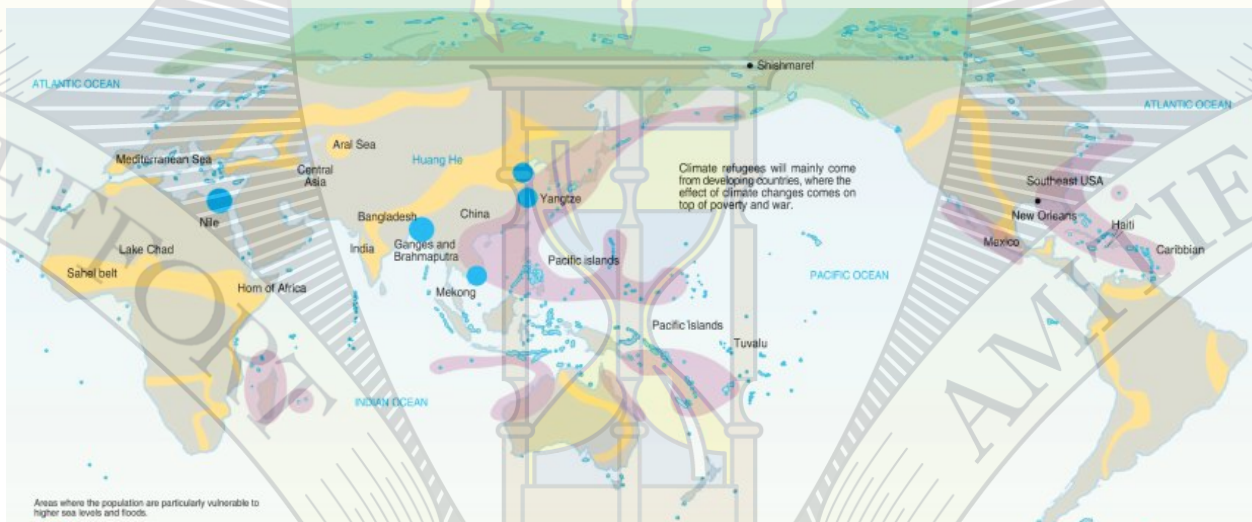 Shishmaref
ATLANTIC OCEAN
ATLANTIC OCEAN
Aral Sea
Mediterranean Sea
Huang He
Central
Asia
Climate refugees will mainly come
from developing countries, where the
effect of climate changes comes on
top of poverty and war.
Southeast USA
Yangtze
Nile
Bangladesh
China
New Orleans
Haiti
Lake Chad
India
Ganges and
Brahmaputra
Mexico
Caribbian
Pacific islands
Sahel belt
PACIFIC OCEAN
Horn of Africa
Mekong
Pacific Islands
Tuvalu
INDIAN OCEAN
Areas where the population are particularly vulnerable to
higher sea levels and foods.
EFFORT
AMITIE